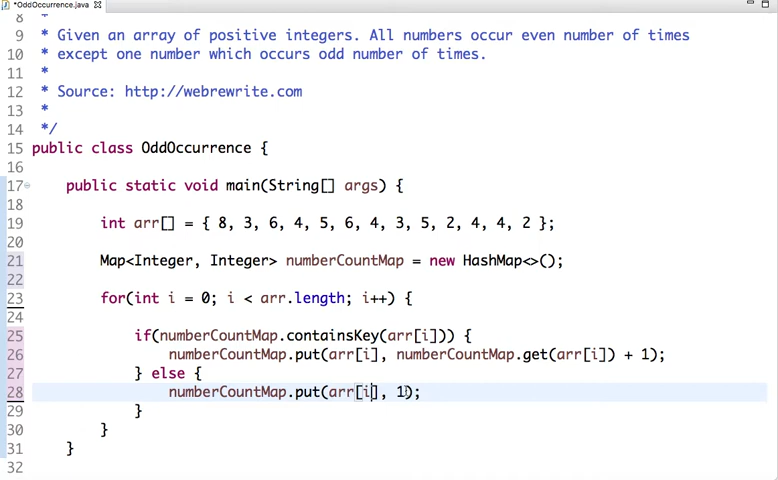 *OddOccurrence.java
8 *
9 * Given an array of positive integers. All numbers occur even number of times
10 * except one number which occurs odd number of times.
11 *
12 * Source: http://webrewrite.com
13 *
14 */
15 public class OddOccurrence {
16
17 public static void main(String[] args) {
18
19 int arr[] = { 8, 3, 6, 4, 5, 6, 4, 3, 5, 2, 4, 4, 2 };
20
21 Map<Integer, Integer> numberCountMap = new HashMap<>();
22
23 for(int i = 0; i < arr.length; i++) {
24
25 if(numberCountMap.containsKey(arr[i])) {
26 numberCountMap.put(arr[i], numberCountMap.get(arr[i]) + 1);
27 } else {
28 numberCountMap.put(arr[i], 1);
29 }
30 }
31 }
32